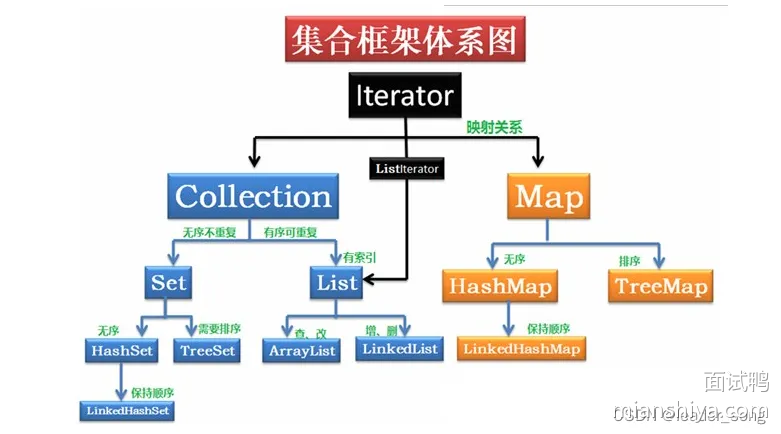 集合框架体系图
Iterator
映射关系
ListIterator
Collection
Map
无序不重复
有序可重复
有索引
无序
排序
Set
List
HashMap
TreeMap
无序
需要排序
查、改
增、删
保持顺序
HashSet
TreeSet
ArrayList
LinkedList
LinkedHashMap
保持顺序
LinkedHashSet
面试鸭
mianshiya.com
CSDN @leader_song